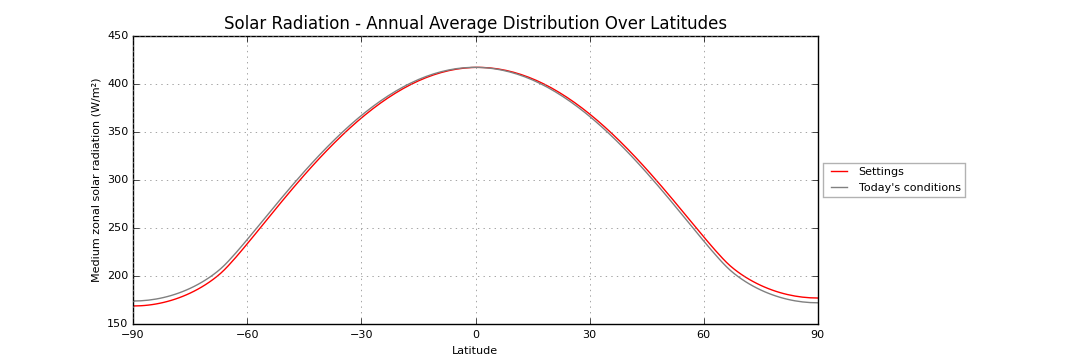 Solar Radiation - Annual Average Distribution Over Latitudes
450
400
350
300
250
200
150
Medium zonal solar radiation (W/m²)
−90
−60
−30
0
30
60
90
Latitude
Settings
Today's conditions